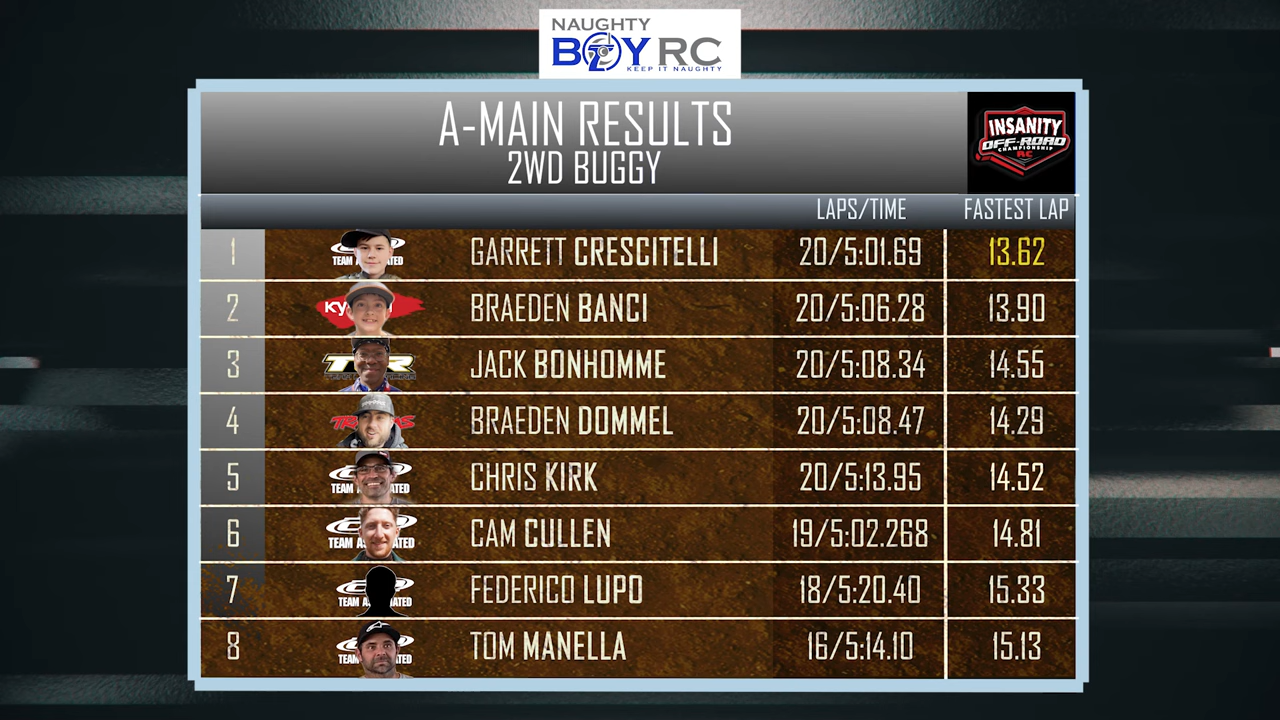 NAUGHTY
BOY RC
KEEP IT NAUGHTY
A-MAIN RESULTS
2WD BUGGY
INSANITY
OFF-ROAD
CHAMPIONSHIP
RC
LAPS/TIME FASTEST LAP
1 TEAM GARRETT CRESCITELLI 20/5:01.69 13.62
2 BRAEDEN BANCI 20/5:06.28 13.90
3 JACK BONHOMME 20/5:08.34 14.55
4 BRAEDEN DOMMEL 20/5:08.47 14.29
5 TEAM CHRIS KIRK 20/5:13.95 14.52
6 TEAM CAM CULLEN 19/5:02.268 14.81
7 TEAM FEDERICO LUPO 18/5:20.40 15.33
8 TOM MANELLA 16/5:14.10 15.13